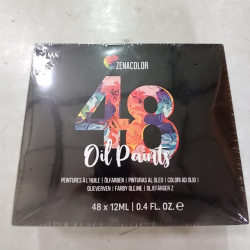 ZENACOLOR
48
Oil Paints
PEINTURES À L'HUILE | ÖLFARBEN | PINTURAS AL ÓLEO | COLORI AD OLIO |
OLIEVERVEN | FARBY OLEJNE | OLJEFÄRGER
48 x 12ML | 0.4 FL. OZ. e